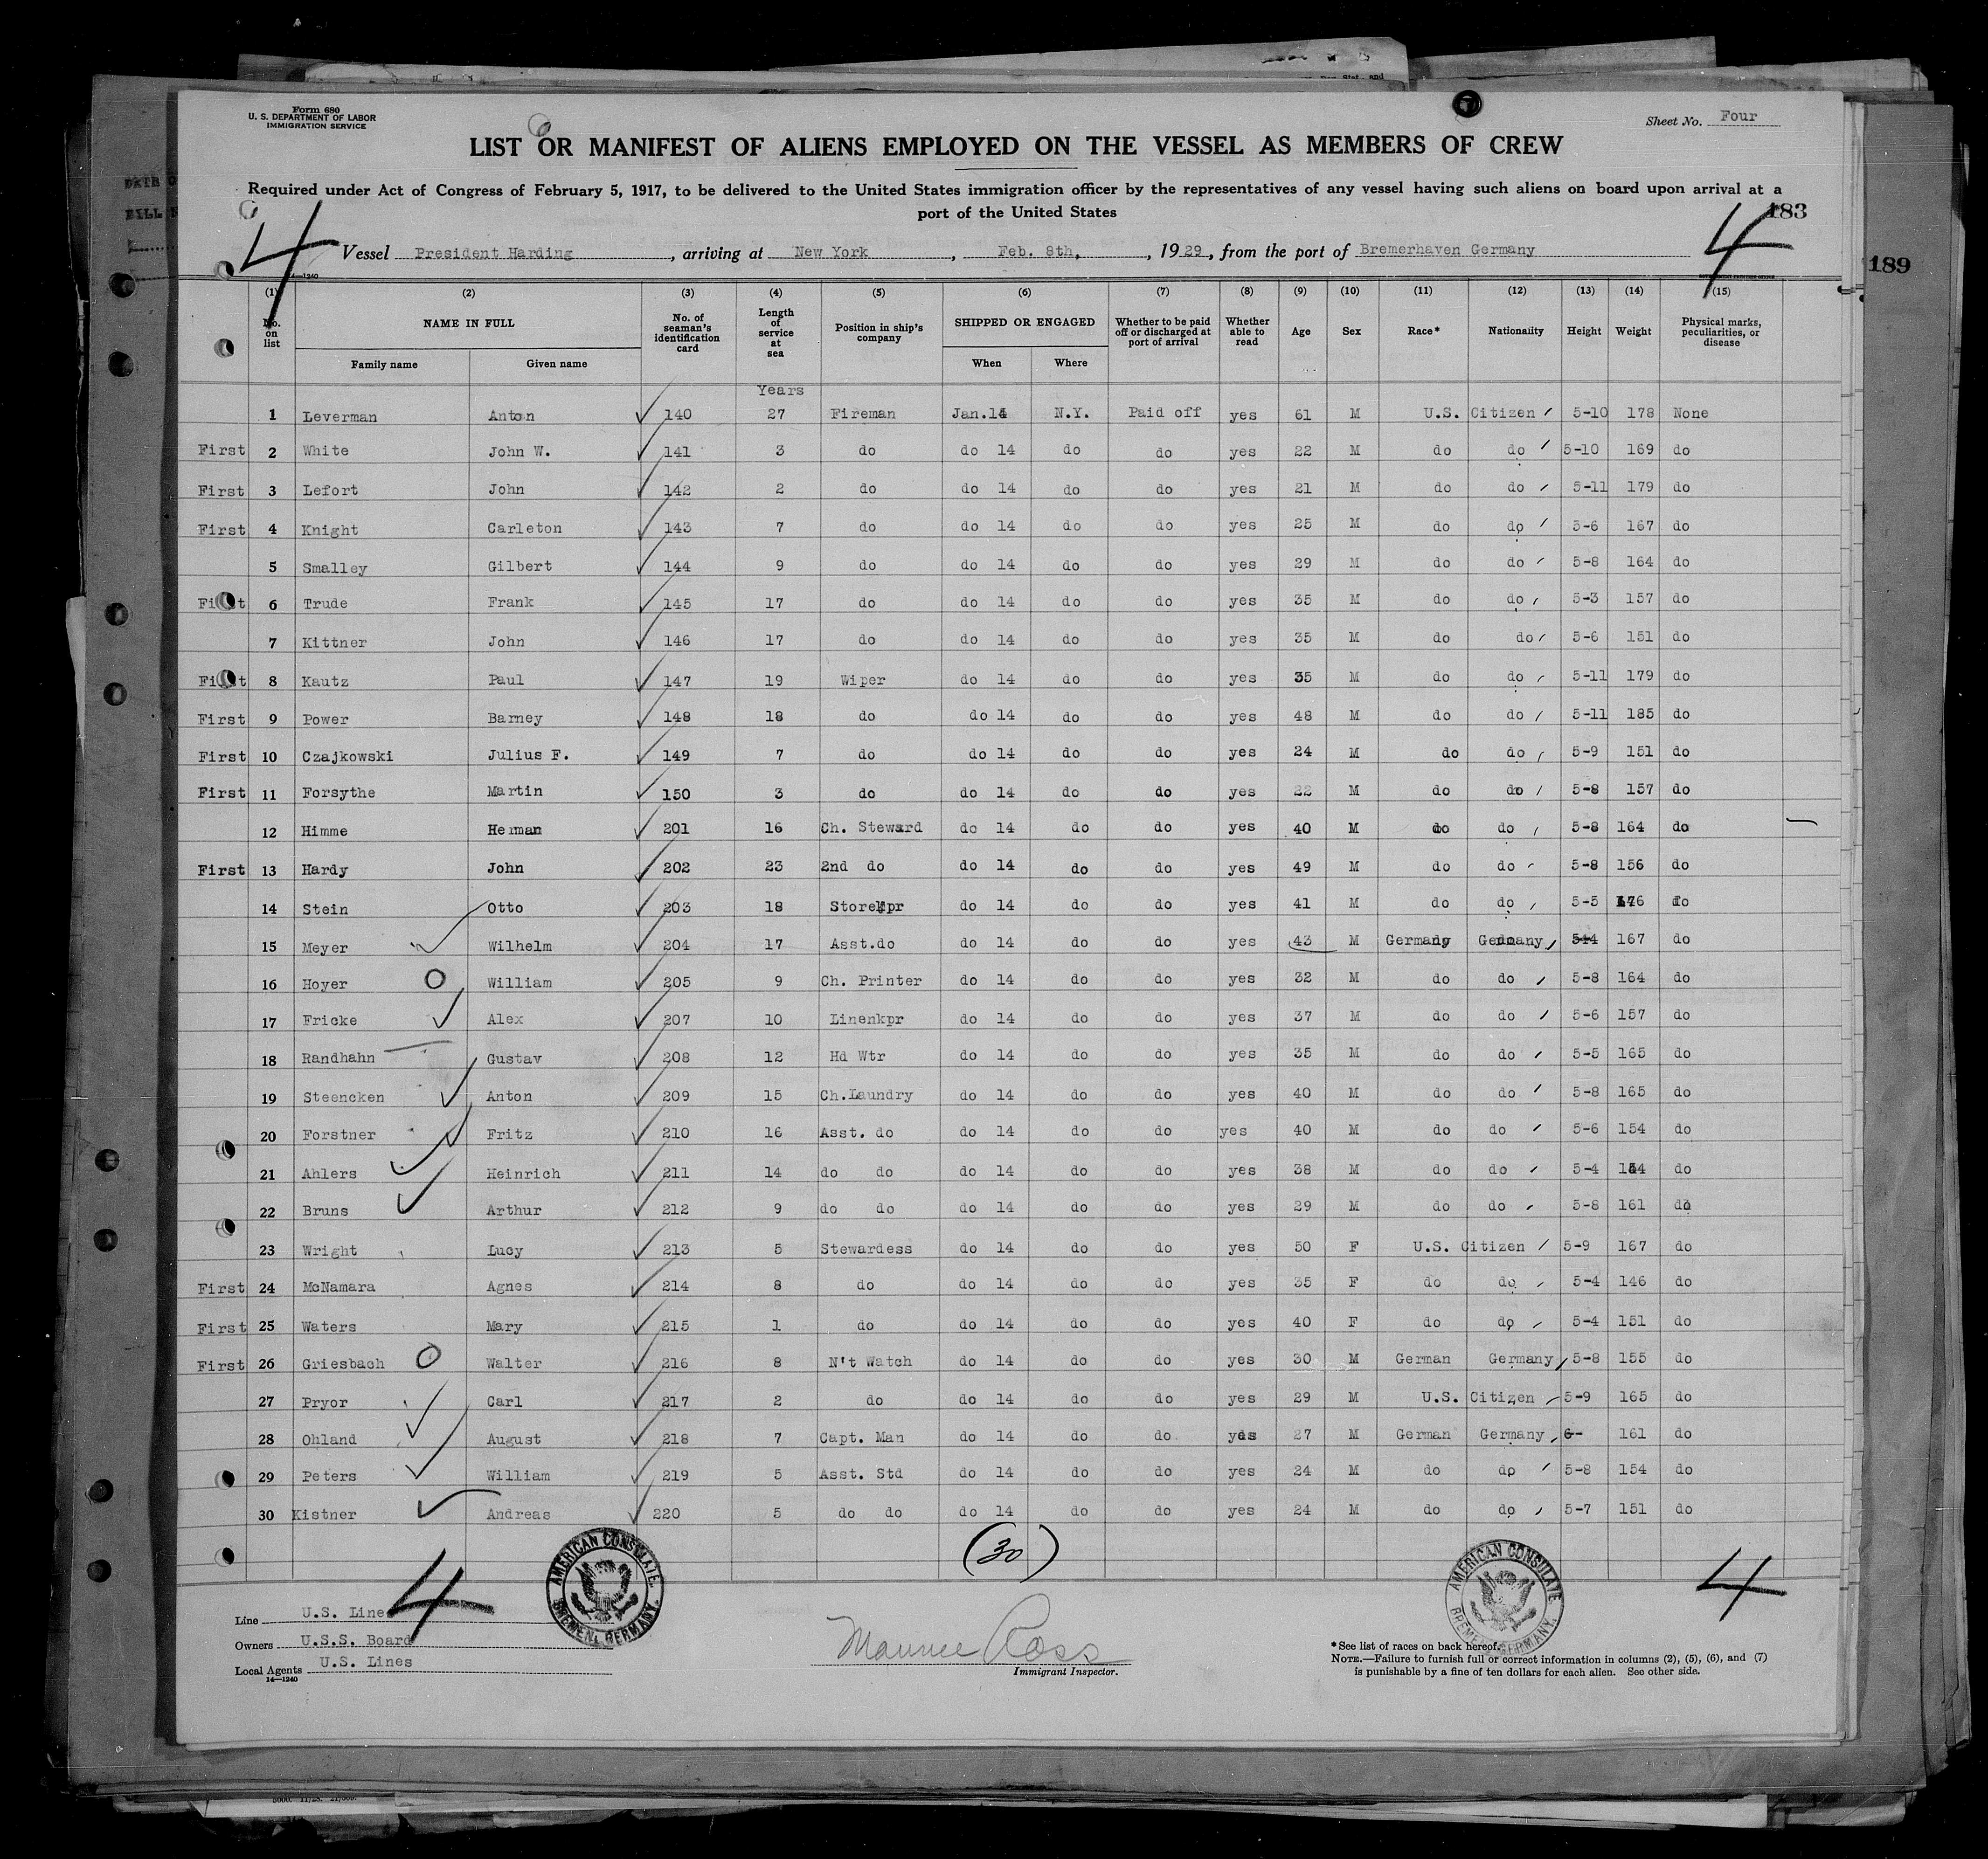 Form 680
U. S. DEPARTMENT OF LABOR
IMMIGRATION SERVICE
Sheet No. Four
LIST OR MANIFEST OF ALIENS EMPLOYED ON THE VESSEL AS MEMBERS OF CREW
Required under Act of Congress of February 5, 1917, to be delivered to the United States immigration officer by the representatives of any vessel having such aliens on board upon arrival at a
port of the United States
183
4 4
Vessel President Harding, arriving at New York, Feb. 8th, , 1929, from the port of Bremerhaven Germany
14—1240
189
(1) (2) (3) (4) (5) (6) (7) (8) (9) (10) (11) (12) (13) (14) (15)
No. on list NAME IN FULL Family name Given name No. of seaman's identification card Length of service at sea Position in ship's company SHIPPED OR ENGAGED When Where Whether to be paid off or discharged at port of arrival Whether able to read Age Sex Race* Nationality Height Weight Physical marks, peculiarities, or disease
Years
1 Leverman Anton 140 27 Fireman Jan.14 N.Y. Paid off yes 61 M U.S. Citizen 5-10 178 None
First 2 White John W. 141 3 do do 14 do do yes 22 M do do 5-10 169 do
First 3 Lefort John 142 2 do do 14 do do yes 21 M do do 5-11 179 do
First 4 Knight Carleton 143 7 do do 14 do do yes 25 M do do 5-6 167 do
5 Smalley Gilbert 144 9 do do 14 do do yes 29 M do do 5-8 164 do
First 6 Trude Frank 145 17 do do 14 do do yes 35 M do do 5-3 157 do
7 Kittner John 146 17 do do 14 do do yes 35 M do do 5-6 151 do
First 8 Kautz Paul 147 19 Wiper do 14 do do yes 35 M do do 5-11 179 do
First 9 Power Barney 148 18 do do 14 do do yes 48 M do do 5-11 185 do
First 10 Czajkowski Julius F. 149 7 do do 14 do do yes 24 M do do 5-9 151 do
First 11 Forsythe Martin 150 3 do do 14 do do yes 22 M do do 5-8 157 do
12 Himme Heman 201 16 Ch. Steward do 14 do do yes 40 M do do 5-8 164 do
First 13 Hardy John 202 23 2nd do do 14 do do yes 49 M do do 5-8 156 do
14 Stein Otto 203 18 Storekpr do 14 do do yes 41 M do do 5-5 do
15 Meyer Wilhelm 204 17 Asst.do do 14 do do yes 43 M Germany Germany 167 do
16 Hoyer William 205 9 Ch. Printer do 14 do do yes 32 M do do 5-8 164 do
17 Fricke Alex 207 10 Linenkpr do 14 do do yes 37 M do do 5-6 157 do
18 Randhahn Gustav 208 12 Hd Wtr do 14 do do yes 35 M do do 5-5 165 do
19 Steencken Anton 209 15 Ch.Laundry do 14 do do yes 40 M do do 5-8 165 do
20 Forstner Fritz 210 16 Asst. do do 14 do do yes 40 M do do 5-6 154 do
21 Ahlers Heinrich 211 14 do do do 14 do do yes 38 M do do 5-4 do
22 Bruns Arthur 212 9 do do do 14 do do yes 29 M do do 5-8 161 do
23 Wright Lucy 213 5 Stewardess do 14 do do yes 50 F U.S. Citizen 5-9 167 do
First 24 McNamara Agnes 214 8 do do 14 do do yes 35 F do do 5-4 146 do
First 25 Waters Mary 215 1 do do 14 do do yes 40 F do do 5-4 151 do
First 26 Griesbach Walter 216 8 N't Watch do 14 do do yes 30 M German Germany 5-8 155 do
27 Pryor Carl 217 2 do do 14 do do yes 29 M U.S. Citizen 5-9 165 do
28 Ohland August 218 7 Capt. Man do 14 do do yes 27 M German Germany 6- 161 do
29 Peters William 219 5 Asst. Std do 14 do do yes 24 M do do 5-8 154 do
30 Kistner Andreas 220 5 do do do 14 do do yes 24 M do do 5-7 151 do
(30)
AMERICAN CONSULATE. BREMEN, GERMANY.
AMERICAN CONSULATE BREMEN, GERMANY.
4 4
Line U.S. Line
Owners U.S.S. Board
Local Agents U.S. Lines
14—1240
Maurice Ross
Immigrant Inspector.
*See list of races on back hereof.
NOTE.—Failure to furnish full or correct information in columns (2), (5), (6), and (7)
is punishable by a fine of ten dollars for each alien. See other side.